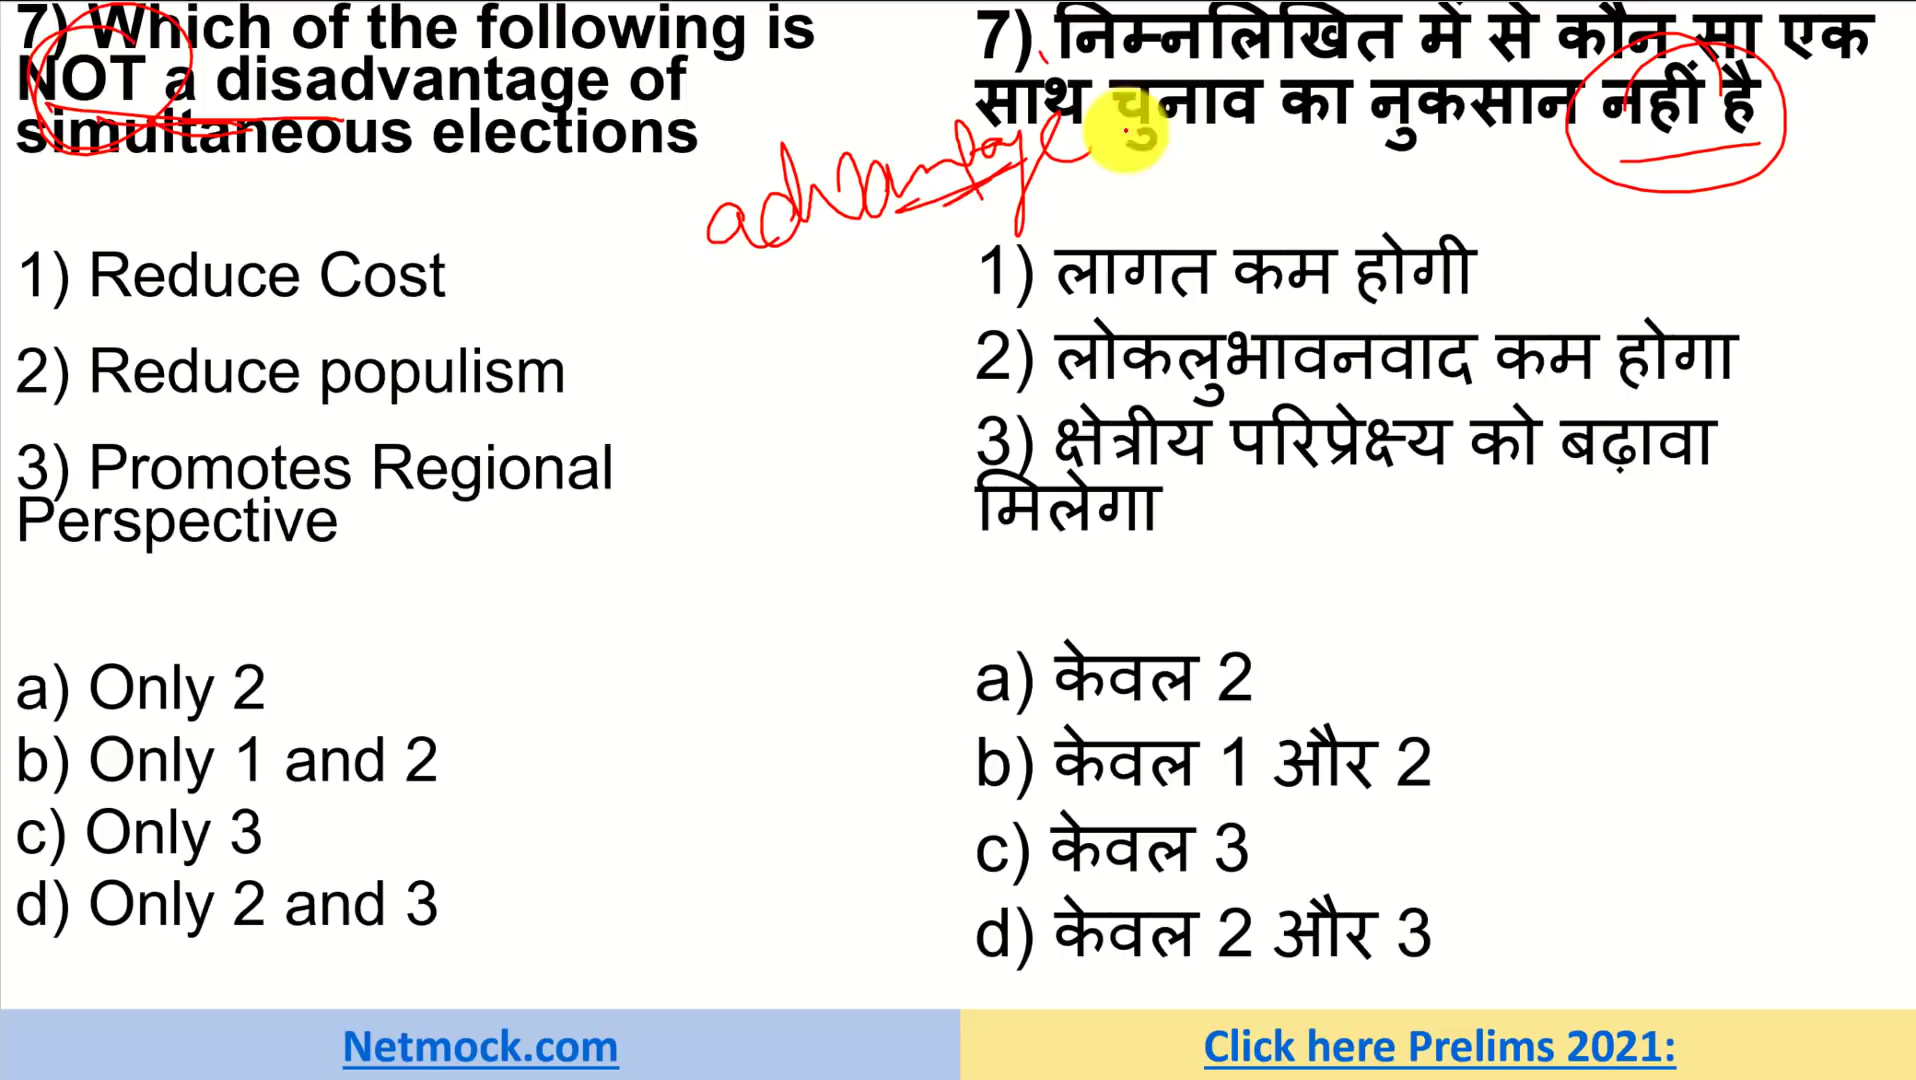 7) Which of the following is
NOT a disadvantage of
simultaneous elections
advantage
1) Reduce Cost
2) Reduce populism
3) Promotes Regional
Perspective
a) Only 2
b) Only 1 and 2
c) Only 3
d) Only 2 and 3
7) निम्नलिखित में से कौन सा एक
साथ चुनाव का नुकसान नहीं है
1) लागत कम होगी
2) लोकलुभावनवाद कम होगा
3) क्षेत्रीय परिप्रेक्ष्य को बढ़ावा
मिलेगा
a) केवल 2
b) केवल 1 और 2
c) केवल 3
d) केवल 2 और 3
Netmock.com
Click here Prelims 2021: